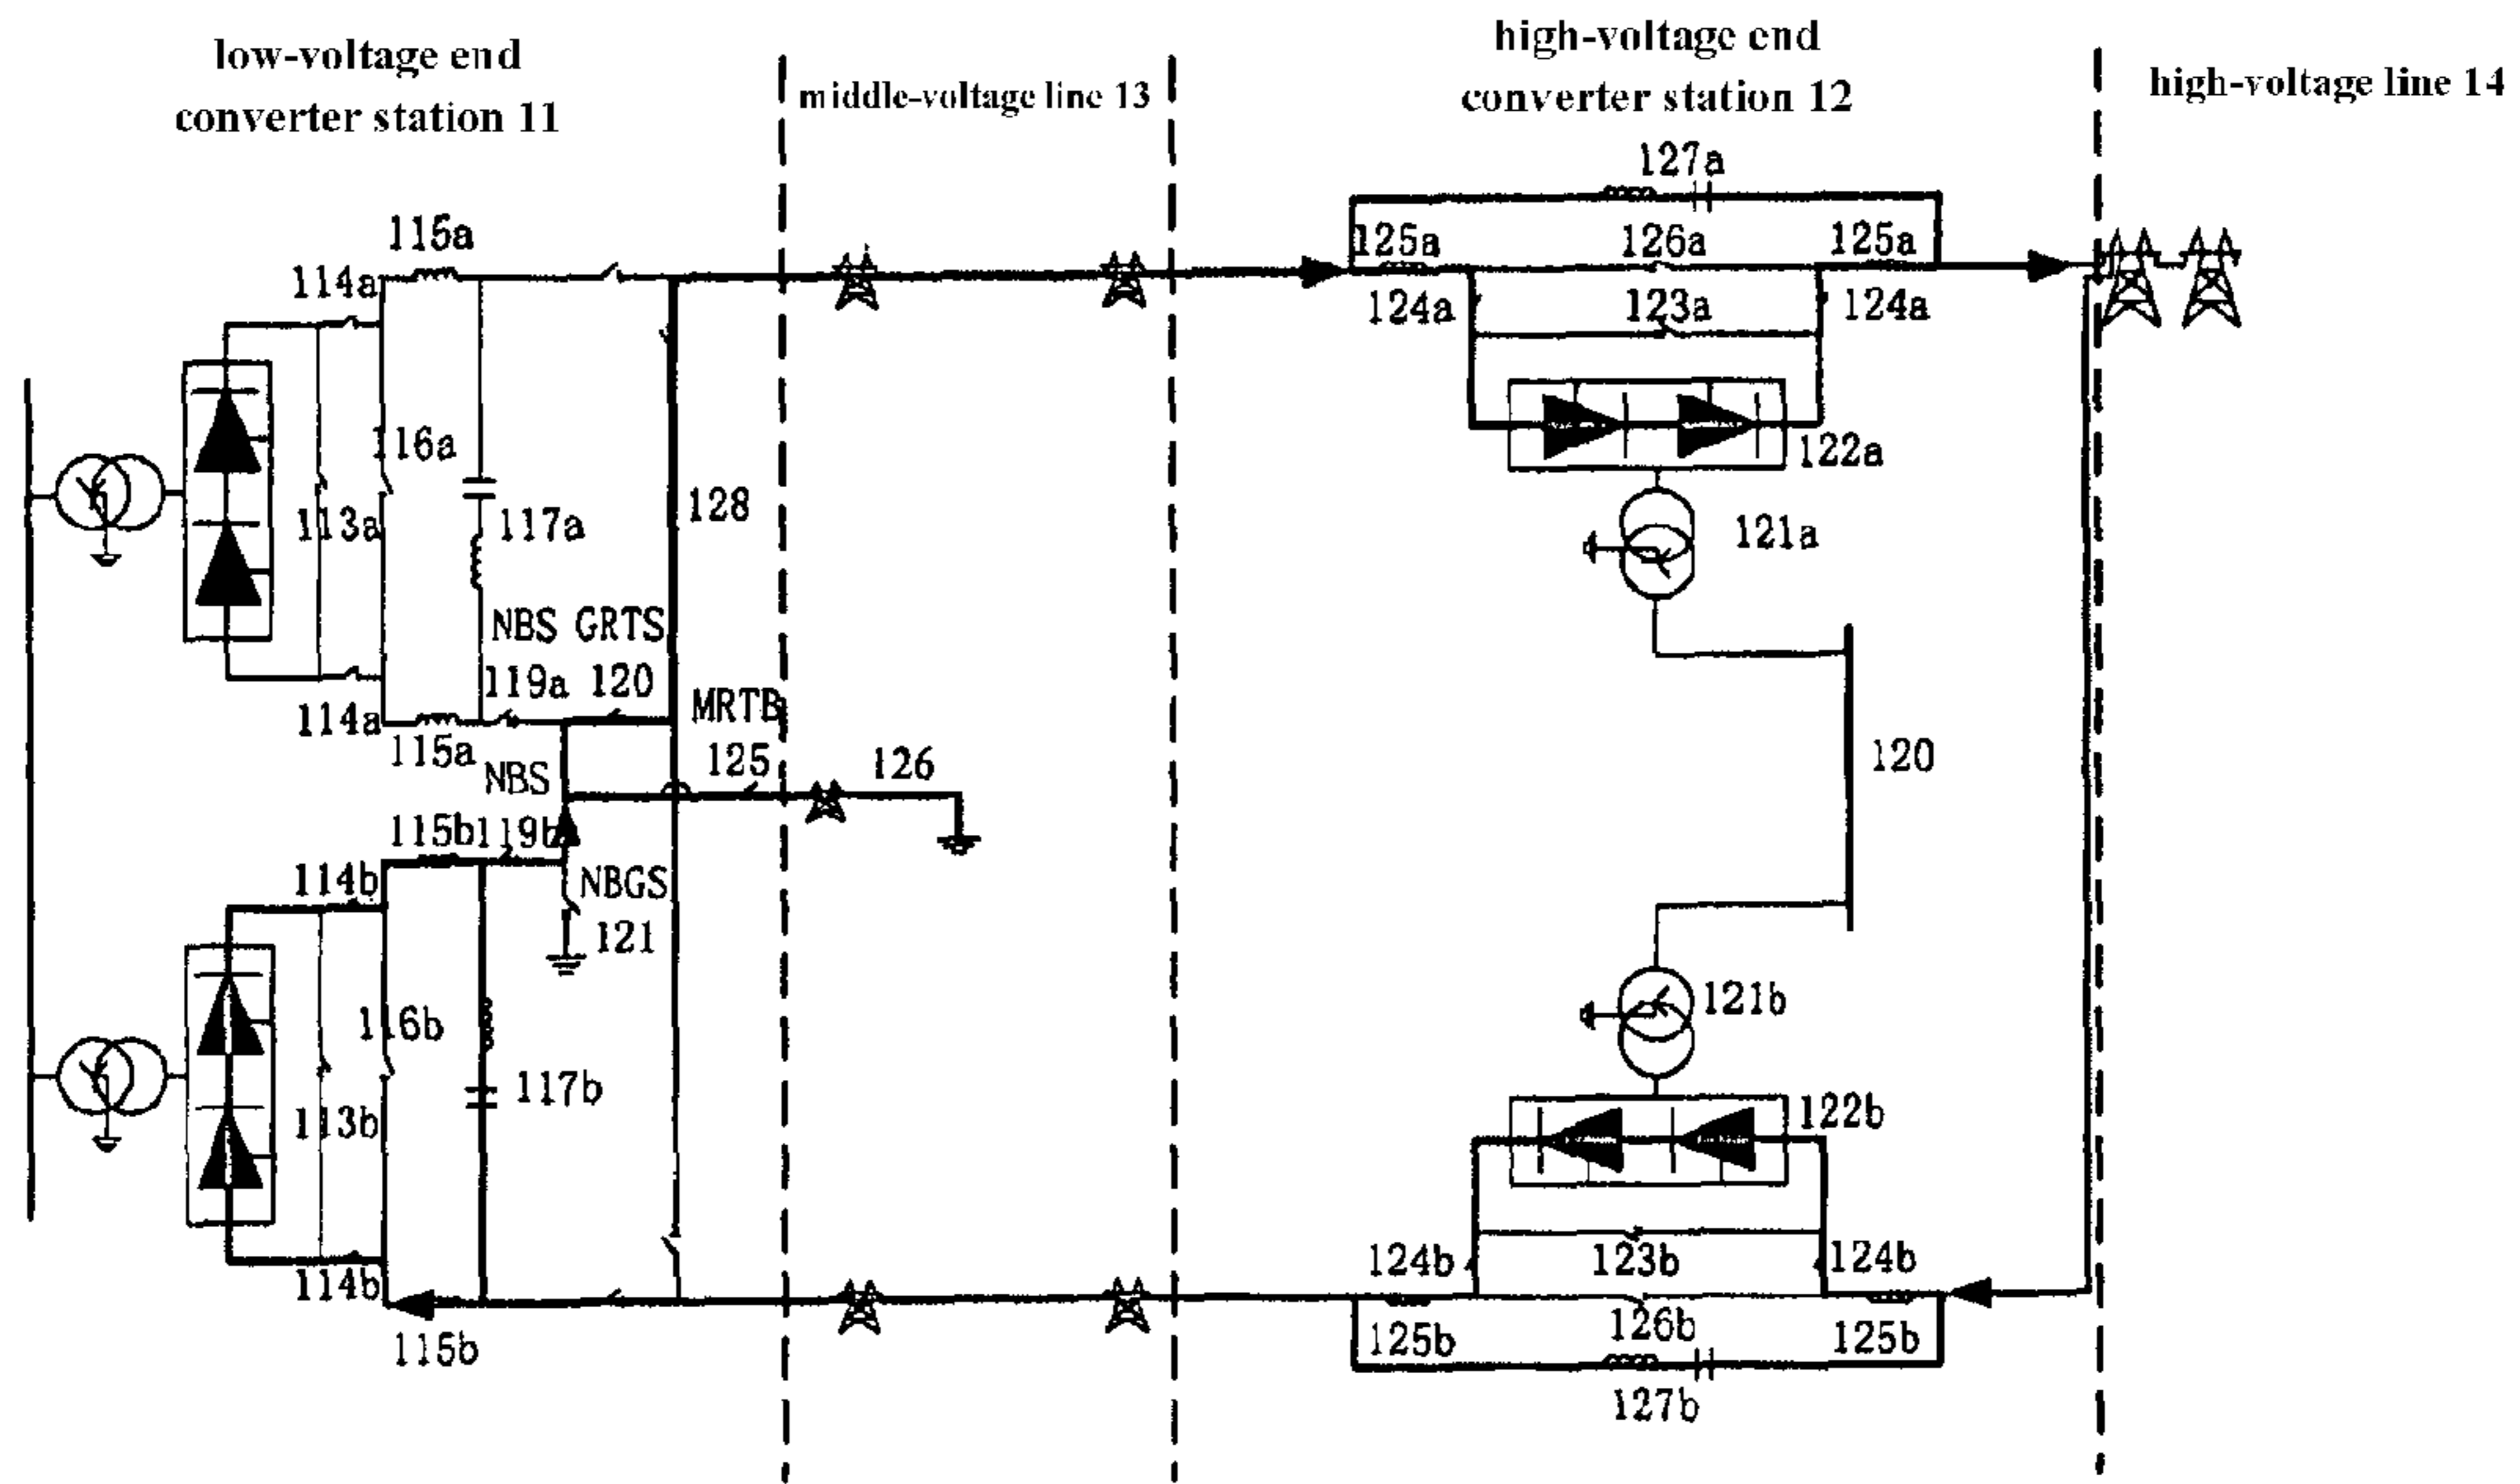 low-voltage end
converter station 11
middle-voltage line 13
high-voltage end
converter station 12
high-voltage line 14
127a
115a
125a
126a
125a
114a
124a
123a
124a
116a
122a
128
113a
117a
121a
NBS GRTS
119a 120
MRTB
114a
115a
125
126
NBS
120
115b
119b
114b
NBGS
121
121b
116b
117b
113b
122b
124b
123b
124b
114b
126b
115b
125b
125b
127b